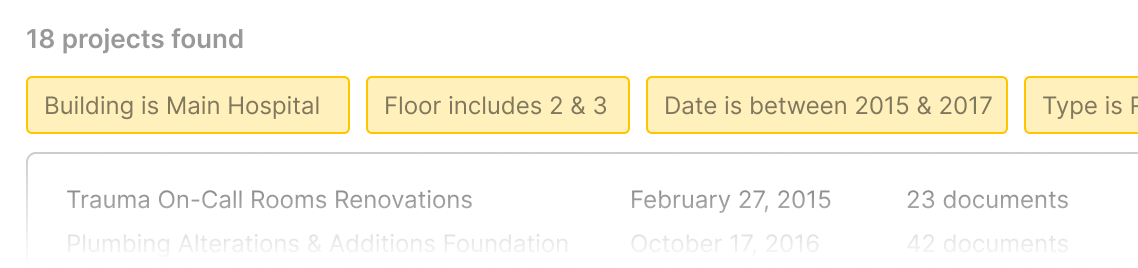 18 projects found
Building is Main Hospital Floor includes 2 & 3 Date is between 2015 & 2017 Type is
Trauma On-Call Rooms Renovations February 27, 2015 23 documents
Plumbing Alterations & Additions Foundation October 17, 2016 42 documents